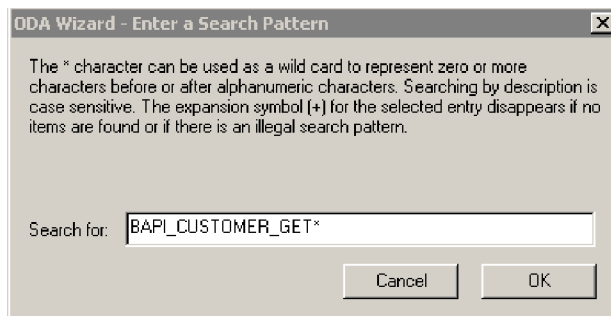 ODA Wizard - Enter a Search Pattern
The * character can be used as a wild card to represent zero or more
characters before or after alphanumeric characters. Searching by description is
case sensitive. The expansion symbol (+) for the selected entry disappears if no
items are found or if there is an illegal search pattern.
Search for: BAPI_CUSTOMER_GET*
Cancel OK